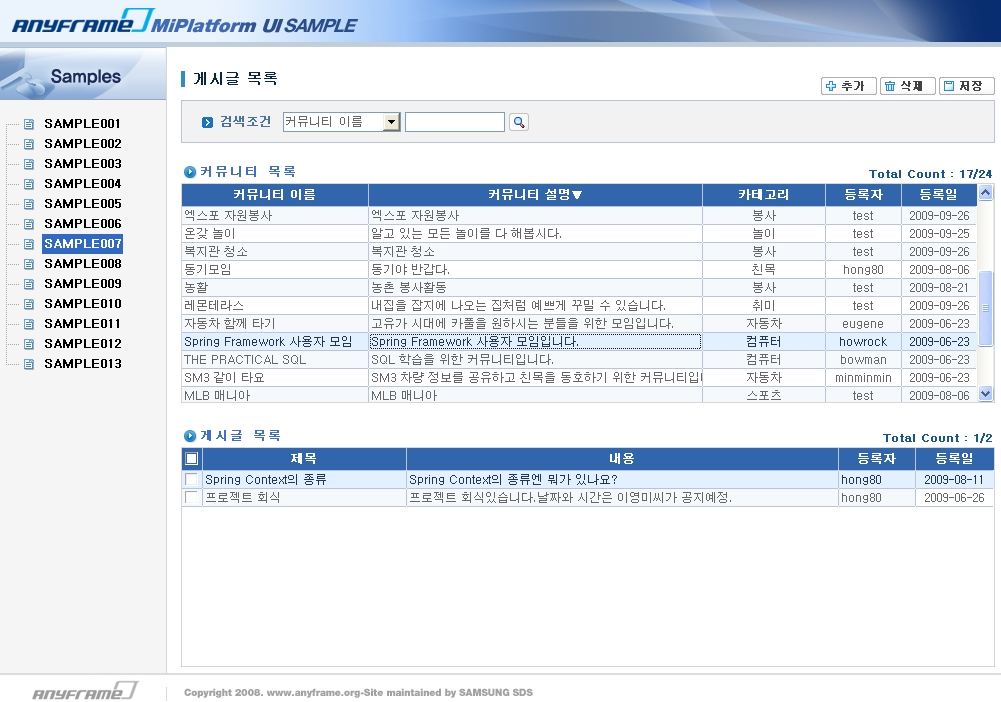 anyframe MiPlatform UI SAMPLE
Samples
SAMPLE001
SAMPLE002
SAMPLE003
SAMPLE004
SAMPLE005
SAMPLE006
SAMPLE007
SAMPLE008
SAMPLE009
SAMPLE010
SAMPLE011
SAMPLE012
SAMPLE013
게시글 목록
추가 삭제 저장
검색조건 커뮤니티 이름
커뮤니티 목록 Total Count : 17/24
커뮤니티 이름 커뮤니티 설명▼ 카테고리 등록자 등록일
엑스포 자원봉사 엑스포 자원봉사 봉사 test 2009-09-26
온갖 놀이 알고 있는 모든 놀이를 다 해봅시다. 놀이 test 2009-09-25
복지관 청소 복지관 청소 봉사 test 2009-09-26
동기모임 동기야 반갑다. 친목 hong80 2009-08-06
농활 농촌 봉사활동 봉사 test 2009-08-21
레몬테라스 내집을 잡지에 나오는 집처럼 예쁘게 꾸밀 수 있습니다. 취미 test 2009-09-26
자동차 함께 타기 고유가 시대에 카풀을 원하시는 분들을 위한 모임입니다. 자동차 eugene 2009-06-23
Spring Framework 사용자 모임 Spring Framework 사용자 모임입니다. 컴퓨터 howrock 2009-06-23
THE PRACTICAL SQL SQL 학습을 위한 커뮤니티입니다. 컴퓨터 bowman 2009-06-23
SM3 같이 타요 SM3 차량 정보를 공유하고 친목을 동호하기 위한 커뮤니티입니 자동차 minminmin 2009-06-23
MLB 매니아 MLB 매니아 스포츠 test 2009-08-06
게시글 목록 Total Count : 1/2
제목 내용 등록자 등록일
Spring Context의 종류 Spring Context의 종류엔 뭐가 있나요? hong80 2009-08-11
프로젝트 회식 프로젝트 회식있습니다.날짜와 시간은 이영미씨가 공지예정. hong80 2009-06-26
anyframe Copyright 2008. www.anyframe.org-Site maintained by SAMSUNG SDS